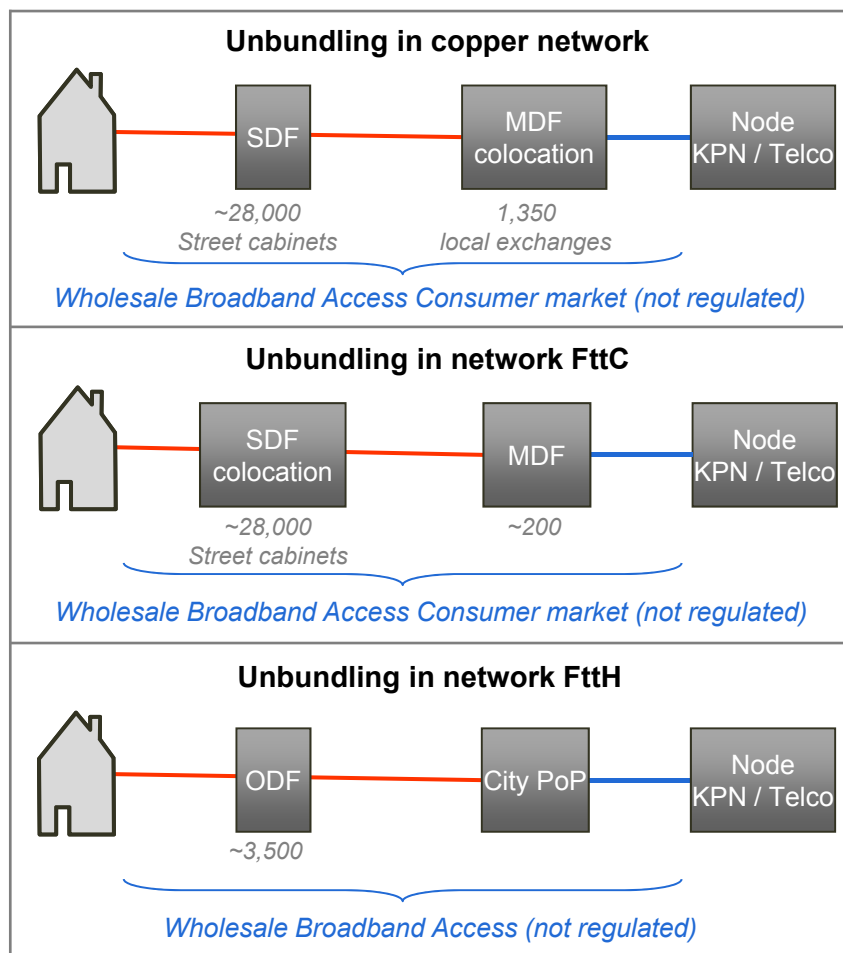 Unbundling in copper network
SDF
MDF
colocation
Node
KPN / Telco
~28,000
Street cabinets
1,350
local exchanges
Wholesale Broadband Access Consumer market (not regulated)
Unbundling in network FttC
SDF
colocation
MDF
Node
KPN / Telco
~28,000
Street cabinets
~200
Wholesale Broadband Access Consumer market (not regulated)
Unbundling in network FttH
ODF
City PoP
Node
KPN / Telco
~3,500
Wholesale Broadband Access (not regulated)